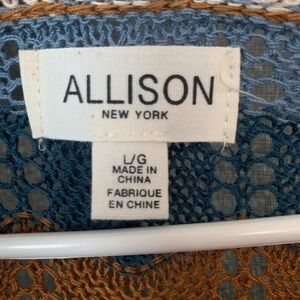 ALLISON
NEW YORK
L/G
MADE IN
CHINA
FABRIQUE
EN CHINE